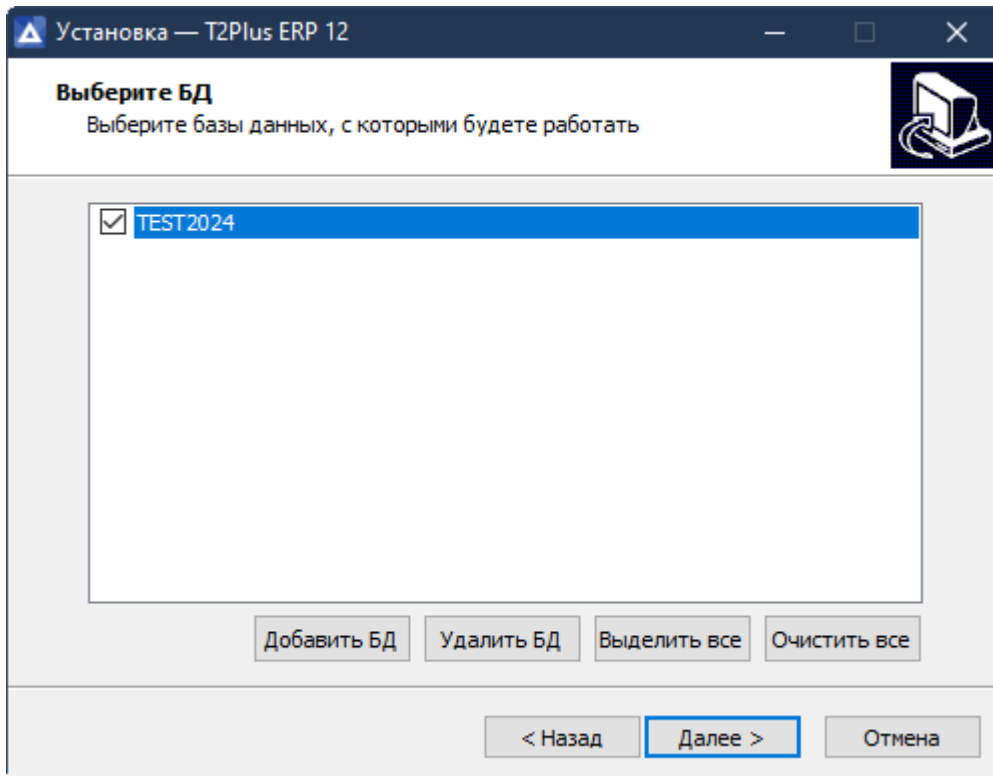 Установка — T2Plus ERP 12
Выберите БД
Выберите базы данных, с которыми будете работать
TEST2024
Добавить БД
Удалить БД
Выделить все
Очистить все
< Назад
Далее >
Отмена